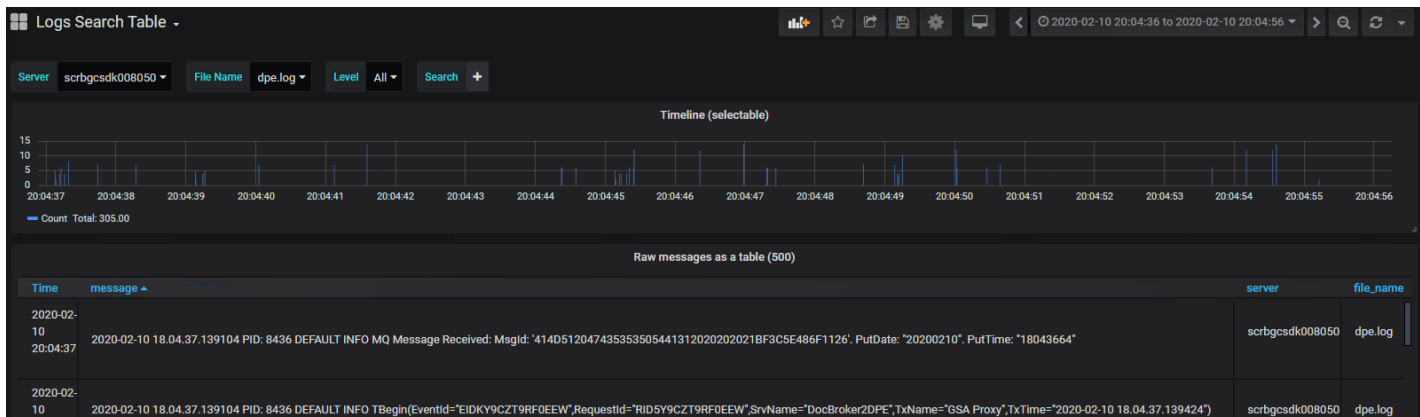 Logs Search Table
2020-02-10 20:04:36 to 2020-02-10 20:04:56
Server scrbgcsdk008050 File Name dpe.log Level All Search +
Timeline (selectable)
15
10
5
0
20:04:37 20:04:38 20:04:39 20:04:40 20:04:41 20:04:42 20:04:43 20:04:44 20:04:45 20:04:46 20:04:47 20:04:48 20:04:49 20:04:50 20:04:51 20:04:52 20:04:53 20:04:54 20:04:55 20:04:56
Count Total: 305.00
Raw messages as a table (500)
Time message server file_name
2020-02-
10
20:04:37
2020-02-10 18.04.37.139104 PID: 8436 DEFAULT INFO MQ Message Received: MsgId: '414D51204743535350544131202020202021BF3C5E486F1126'. PutDate: "20200210". PutTime: "18043664"
scrbgcsdk008050 dpe.log
2020-02-
10
2020-02-10 18.04.37.139104 PID: 8436 DEFAULT INFO TBegin(EventId="EIDKY9CZT9RF0EEW",RequestId="RID5Y9CZT9RF0EEW",SrvName="DocBroker2DPE",TxName="GSA Proxy",TxTime="2020-02-10 18.04.37.139424")
scrbgcsdk008050 dpe.log